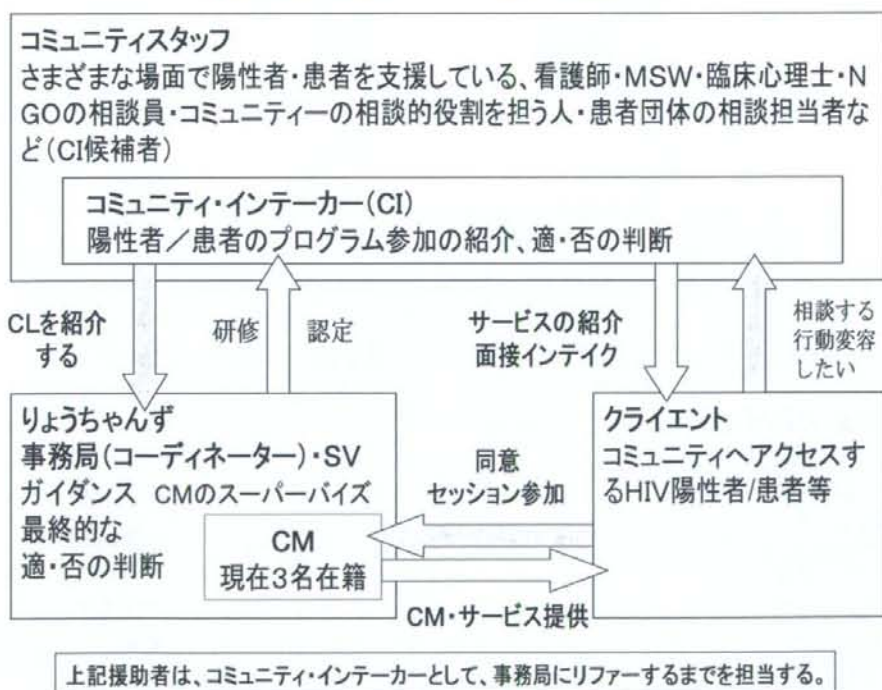 コミュニティスタッフ
さまざまな場面で陽性者・患者を支援している、看護師・MSW・臨床心理士・N
GOの相談員・コミュニティーの相談的役割を担う人・患者団体の相談担当者な
ど(CI候補者)
コミュニティ・インテーカー(CI)
陽性者/患者のプログラム参加の紹介、適・否の判断
CLを紹介
する
研修
認定
サービスの紹介
面接インテイク
相談する
行動変容
したい
りょうちゃんず
事務局(コーディネーター)・SV
ガイダンス CMのスーパーバイズ
最終的な
適・否の判断
CM
現在3名在籍
同意
セッション参加
CM・サービス提供
クライエント
コミュニティへアクセスす
るHIV陽性者/患者等
上記援助者は、コミュニティ・インテーカーとして、事務局にリファーするまでを担当する。